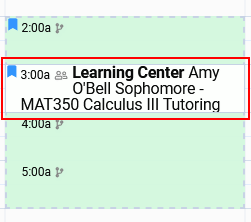 2:00a
3:00a Learning Center Amy
O'Bell Sophomore -
MAT350 Calculus III Tutoring
4:00a
5:00a